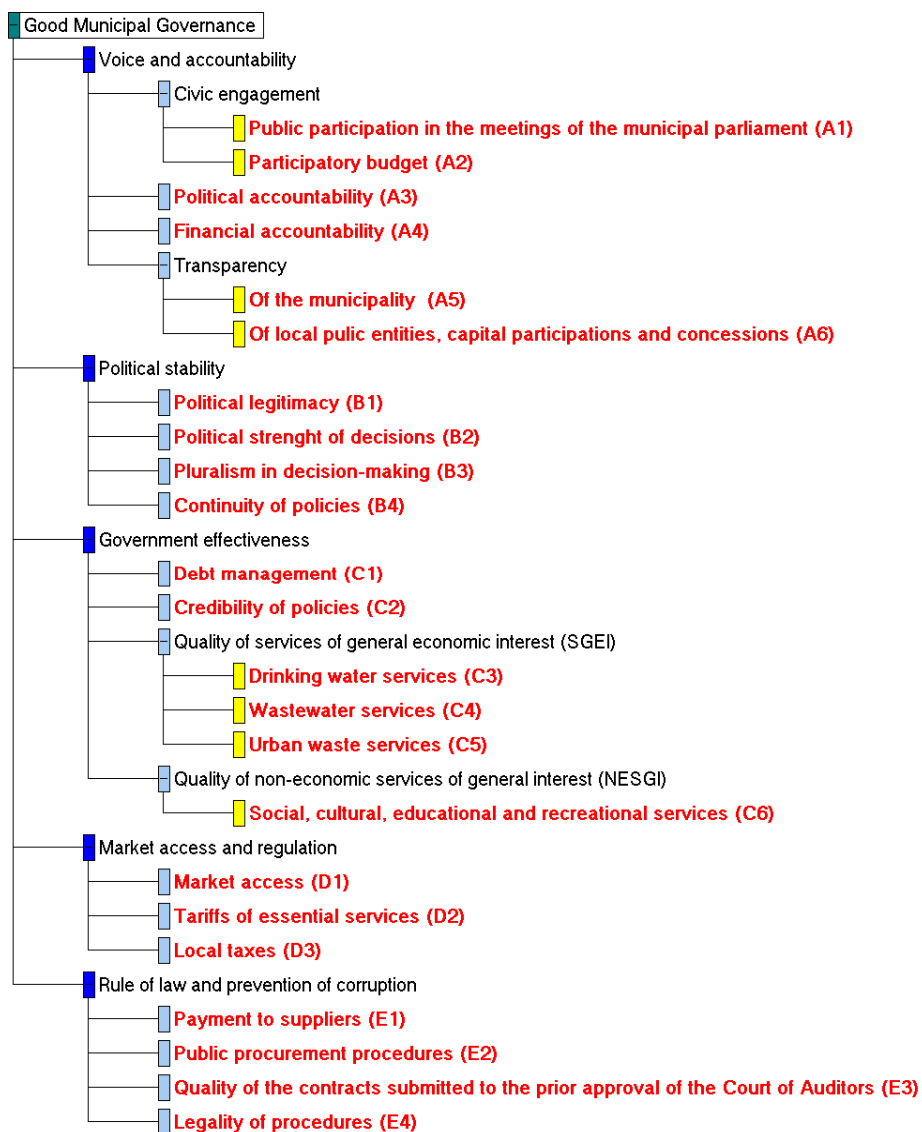 Good Municipal Governance
Voice and accountability
Civic engagement
Public participation in the meetings of the municipal parliament (A1)
Participatory budget (A2)
Political accountability (A3)
Financial accountability (A4)
Transparency
Of the municipality (A5)
Of local pulic entities, capital participations and concessions (A6)
Political stability
Political legitimacy (B1)
Political strenght of decisions (B2)
Pluralism in decision-making (B3)
Continuity of policies (B4)
Government effectiveness
Debt management (C1)
Credibility of policies (C2)
Quality of services of general economic interest (SGEI)
Drinking water services (C3)
Wastewater services (C4)
Urban waste services (C5)
Quality of non-economic services of general interest (NESGI)
Social, cultural, educational and recreational services (C6)
Market access and regulation
Market access (D1)
Tariffs of essential services (D2)
Local taxes (D3)
Rule of law and prevention of corruption
Payment to suppliers (E1)
Public procurement procedures (E2)
Quality of the contracts submitted to the prior approval of the Court of Auditors (E3)
Legality of procedures (E4)